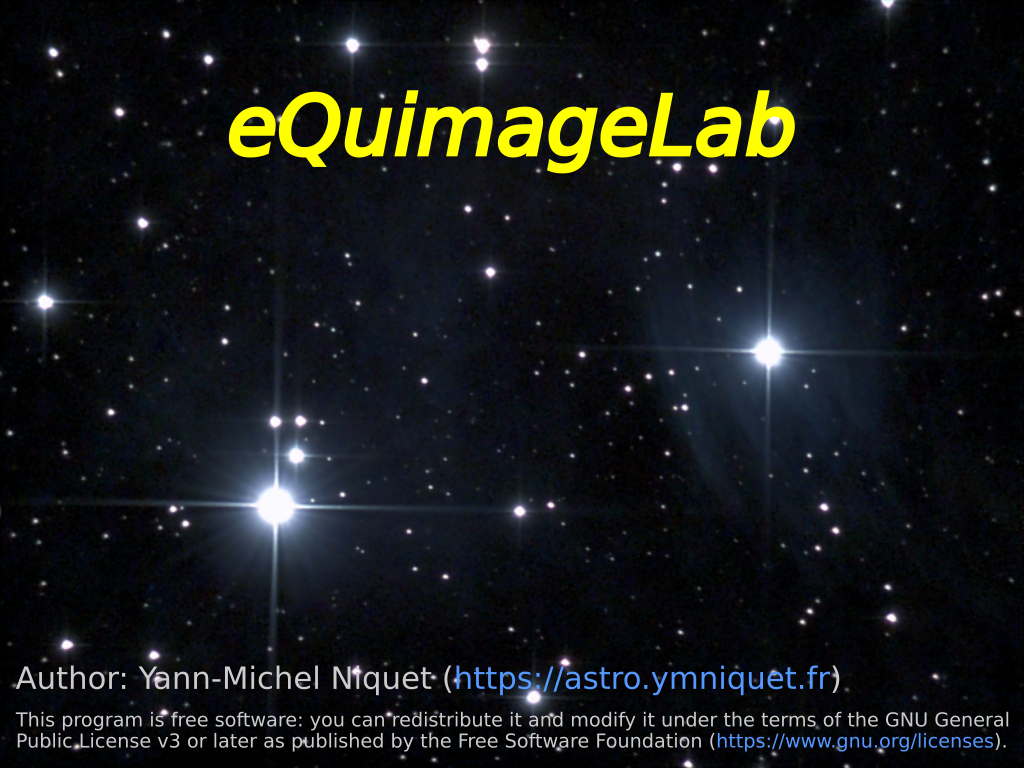 eQuimageLab
Author: Yann-Michel Niquet (https://astro.ymniquet.fr)
This program is free software: you can redistribute it and modify it under the terms of the GNU General
Public License v3 or later as published by the Free Software Foundation (https://www.gnu.org/licenses).